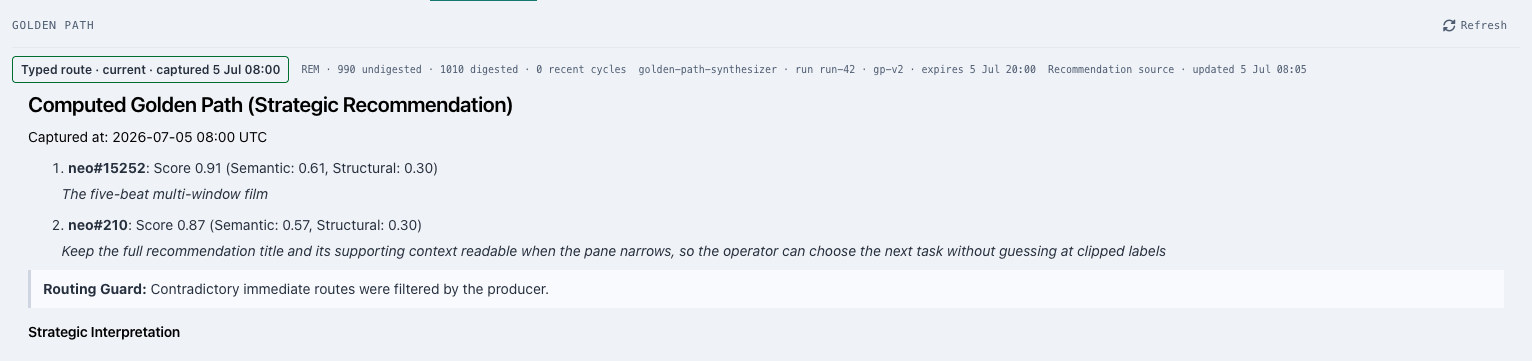 GOLDEN PATH
Refresh
Typed route · current · captured 5 Jul 08:00 REM · 990 undigested · 1010 digested · 0 recent cycles golden-path-synthesizer · run run-42 · gp-v2 · expires 5 Jul 20:00 Recommendation source · updated 5 Jul 08:05
Computed Golden Path (Strategic Recommendation)
Captured at: 2026-07-05 08:00 UTC
1. neo#15252: Score 0.91 (Semantic: 0.61, Structural: 0.30)
The five-beat multi-window film
2. neo#210: Score 0.87 (Semantic: 0.57, Structural: 0.30)
Keep the full recommendation title and its supporting context readable when the pane narrows, so the operator can choose the next task without guessing at clipped labels
Routing Guard: Contradictory immediate routes were filtered by the producer.
Strategic Interpretation